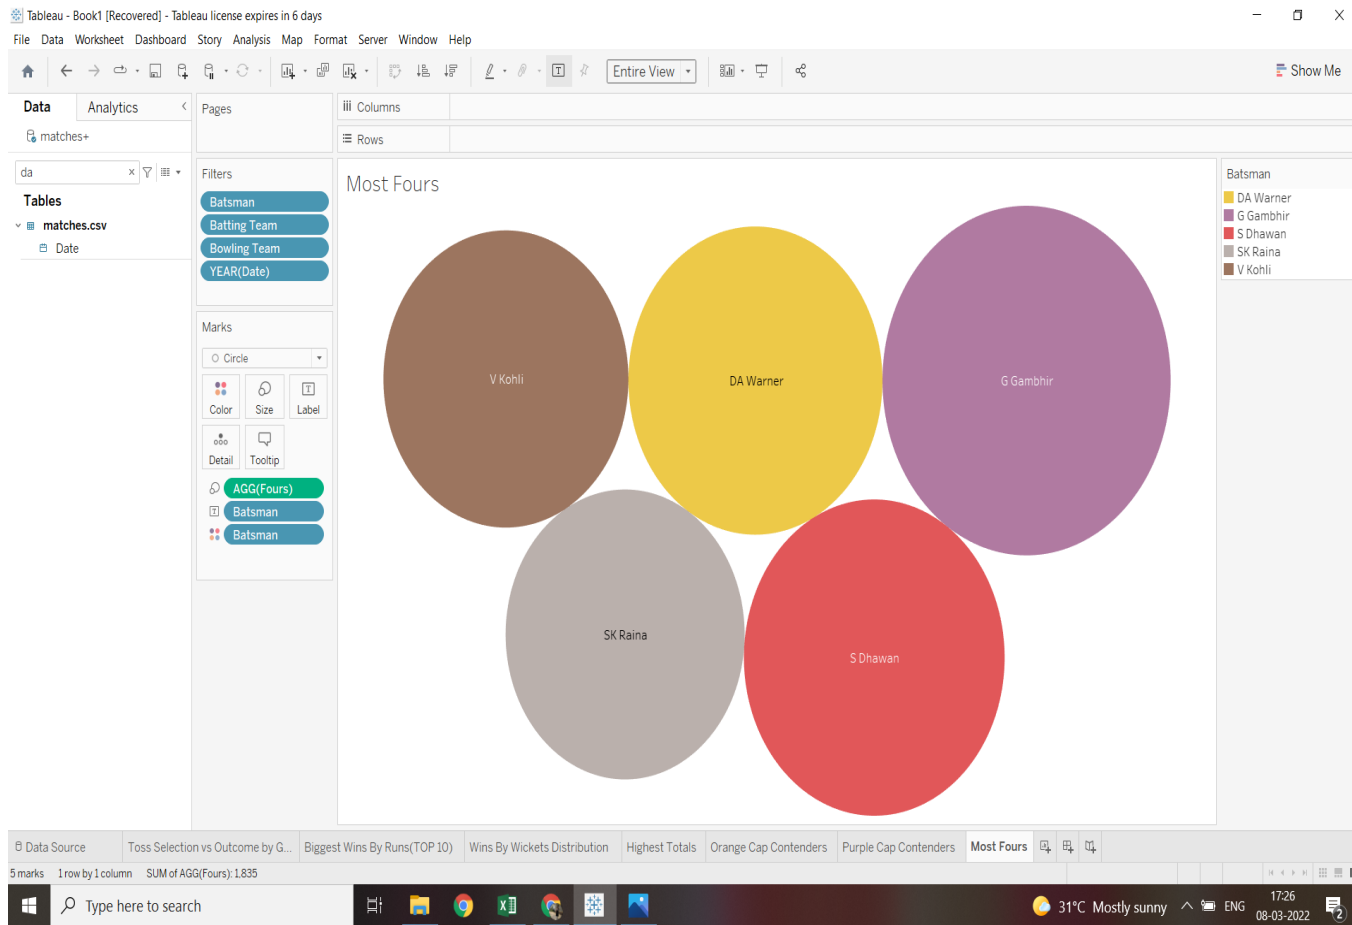 Tableau - Book1 [Recovered] - Tableau license expires in 6 days
File Data Worksheet Dashboard Story Analysis Map Format Server Window Help
Entire View
Show Me
Data Analytics
Pages
Columns
matches+
Rows
da
Filters
Most Fours
Batsman
Tables
Batsman
DA Warner
Batting Team
G Gambhir
matches.csv
Bowling Team
S Dhawan
Date
YEAR(Date)
SK Raina
V Kohli
Marks
Circle
Color Size Label
Detail Tooltip
AGG(Fours)
Batsman
Batsman
V Kohli
DA Warner
G Gambhir
SK Raina
S Dhawan
Data Source Toss Selection vs Outcome by G... Biggest Wins By Runs(TOP 10) Wins By Wickets Distribution Highest Totals Orange Cap Contenders Purple Cap Contenders Most Fours
5 marks 1 row by 1 column SUM of AGG(Fours): 1,835
Type here to search
31°C Mostly sunny
ENG
17:26
08-03-2022
2